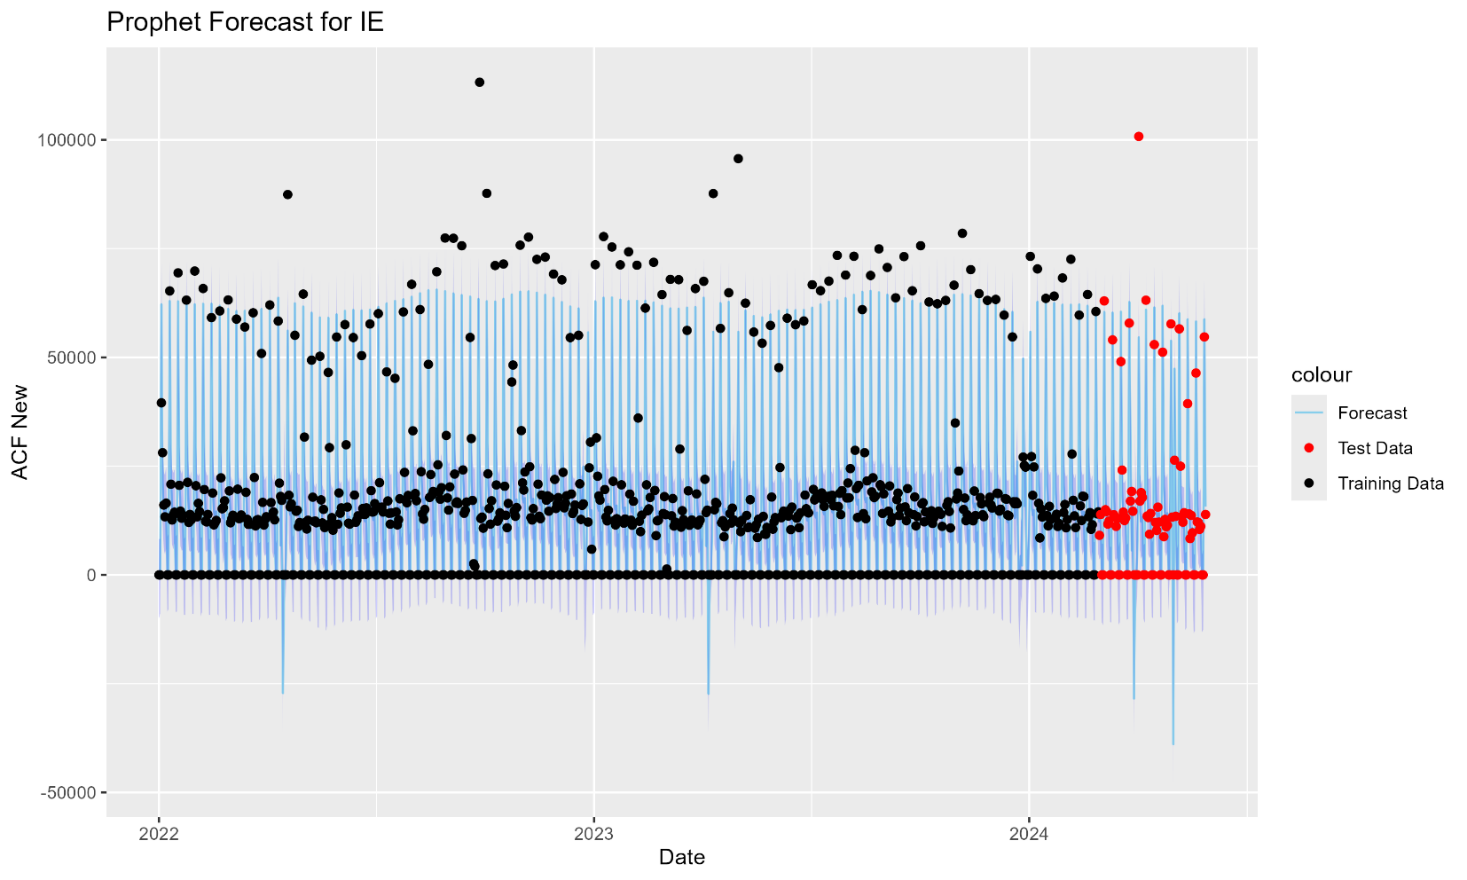 Prophet Forecast for IE
100000
50000
0
-50000
ACF New
2022
2023
2024
Date
colour
Forecast
Test Data
Training Data